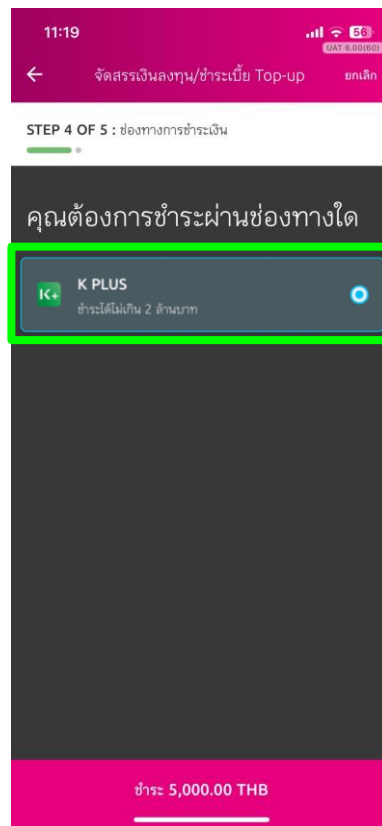 11:19
56
UAT 6.00(60)
จัดสรรเงินลงทุน/ชำระเบี้ย Top-up
ยกเลิก
STEP 4 OF 5 : ช่องทางการชำระเงิน
คุณต้องการชำระผ่านช่องทางใด
K+
K PLUS
ชำระได้ไม่เกิน 2 ล้านบาท
ชำระ 5,000.00 THB